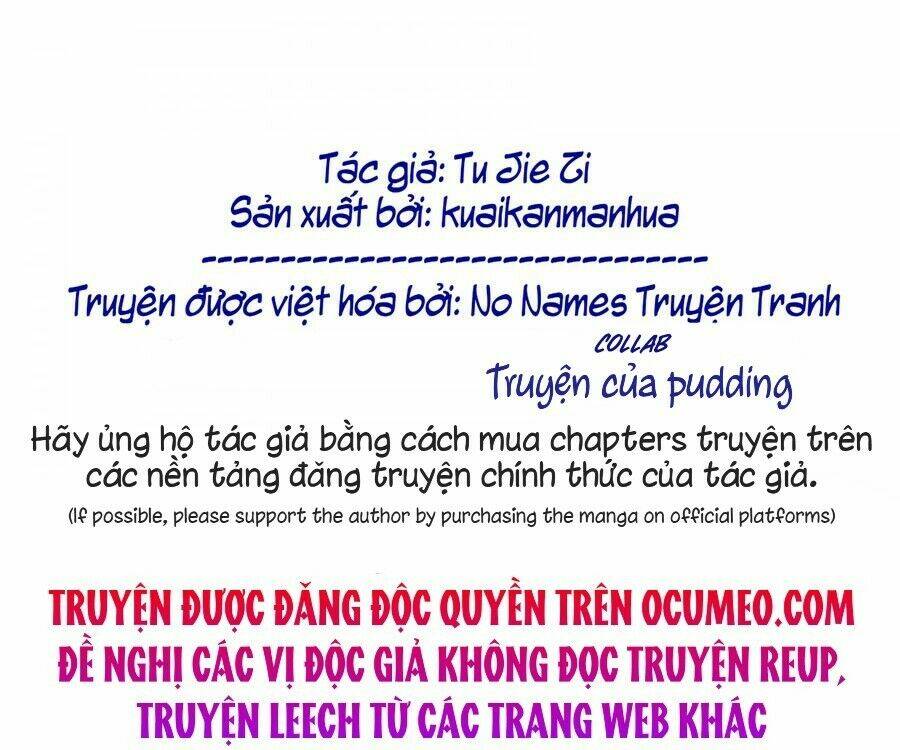 Tác giả: Tu Jie Zi
Sản xuất bởi: kuaikanmanhua
--------------------------------
Truyện được việt hóa bởi: No Names Truyện Tranh
COLLAB
Truyện của pudding
Hãy ủng hộ tác giả bằng cách mua chapters truyện trên
các nền tảng đăng truyện chính thức của tác giả.
(If possible, please support the author by purchasing the manga on official platforms)
TRUYỆN ĐƯỢC ĐĂNG ĐỘC QUYỀN TRÊN OCUMEO.COM
ĐỀ NGHỊ CÁC VỊ ĐỘC GIẢ KHÔNG ĐỌC TRUYỆN REUP,
TRUYỆN LEECH TỪ CÁC TRANG WEB KHÁC